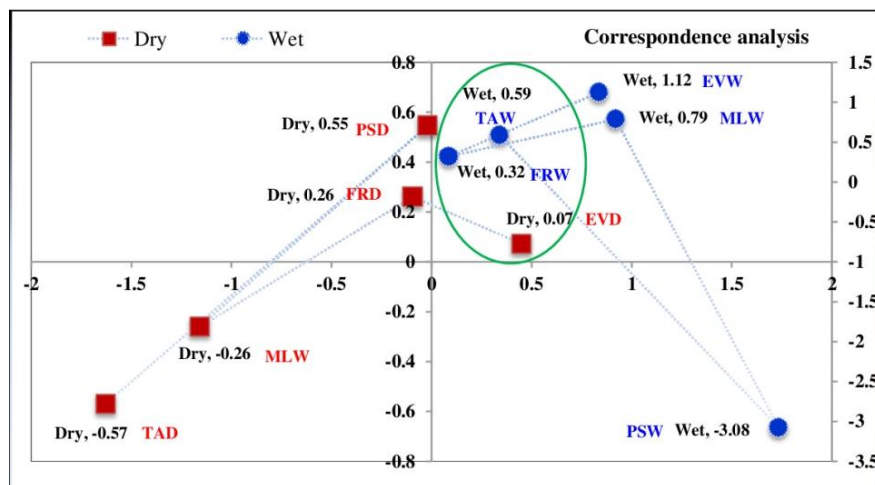 Dry Wet Correspondence analysis
0.8 1.5
Wet, 1.12 EVW
Wet, 0.59 1
0.6 Wet, 0.79 MLW
Dry, 0.55 PSD TAW 0.5
0.4
Wet, 0.32 FRW 0
Dry, 0.26 FRD
0.2 Dry, 0.07 EVD -0.5
0 -1
-2 -1.5 -1 -0.5 0 0.5 1 1.5 2
-0.2 -1.5
Dry, -0.26 MLW -2
-0.4
-2.5
-0.6
Dry, -0.57 TAD PSW Wet, -3.08 -3
-0.8 -3.5